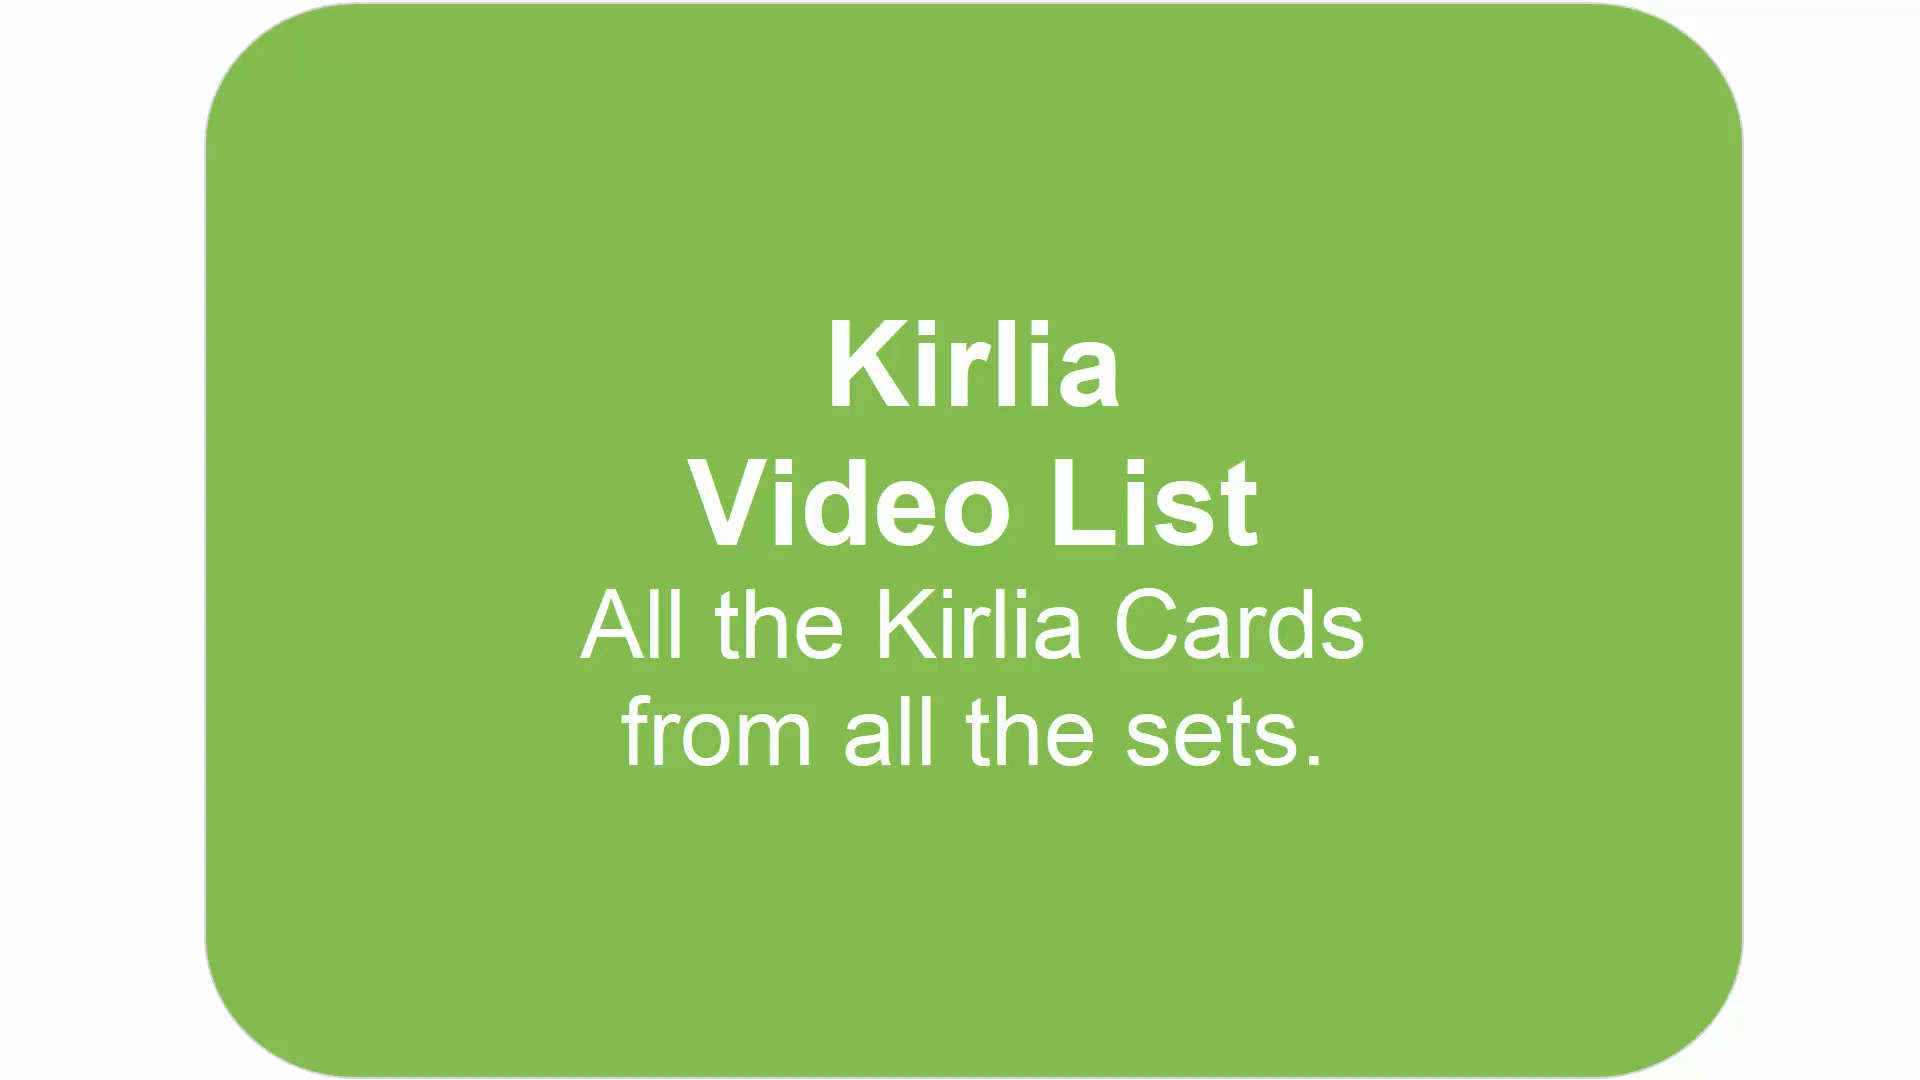 Kirlia
Video List
All the Kirlia Cards
from all the sets.